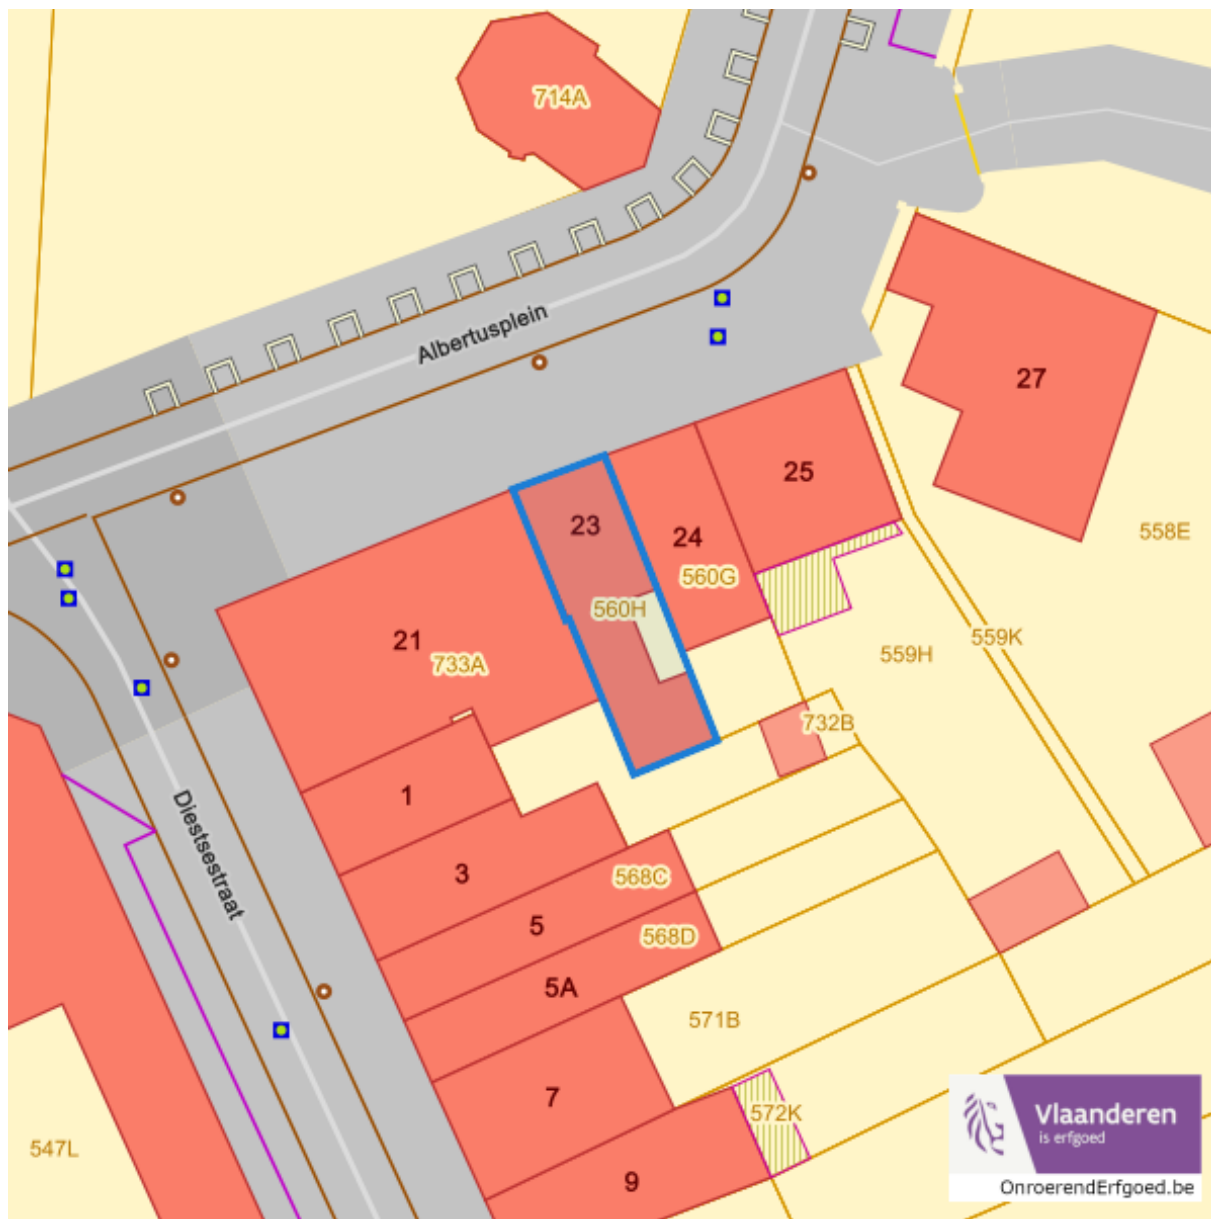 714A
Albertusplein
27
25
23
24
558E
560G
560H
21
733A
559K
559H
732B
1
Diestsestraat
3
568C
5
568D
5A
571B
7
572K
547L
9
Vlaanderen
is erfgoed
OnroerendErfgoed.be